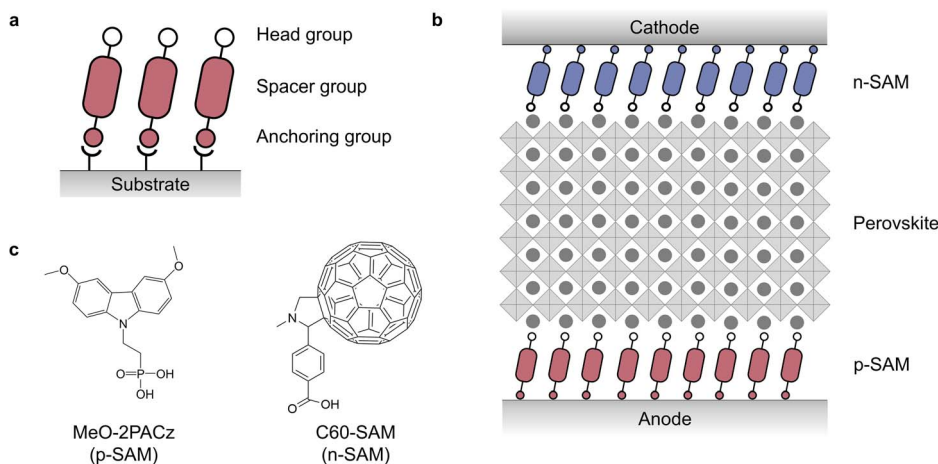 a
Head group
Spacer group
Anchoring group
Substrate
b
Cathode
n-SAM
Perovskite
p-SAM
Anode
c
O
O
N
O
P
OH
OH
MeO-2PACz
(p-SAM)
N
O
OH
C60-SAM
(n-SAM)